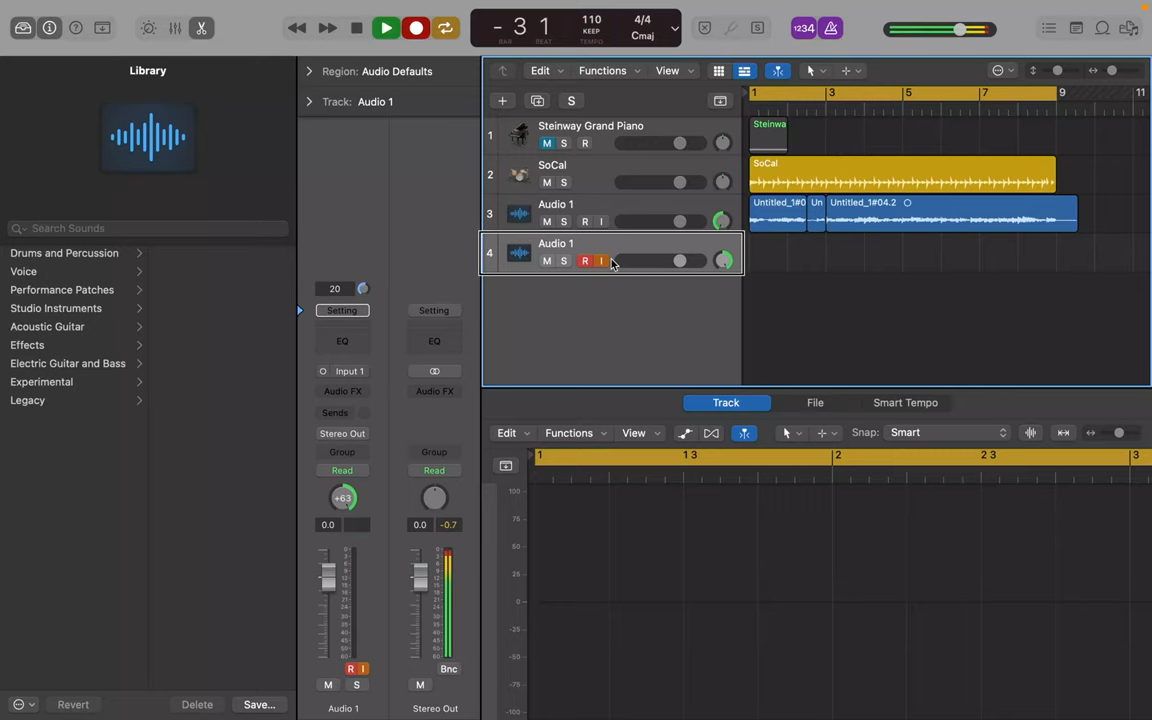 - 3 1
BAR BEAT
110
KEEP
TEMPO
4/4
Cmaj
S
1234
Library
Search Sounds
Drums and Percussion
Voice
Performance Patches
Studio Instruments
Acoustic Guitar
Effects
Electric Guitar and Bass
Experimental
Legacy
Revert
Delete
Save...
Region: Audio Defaults
Track: Audio 1
20
Setting
Setting
EQ
EQ
Input 1
Audio FX
Audio FX
Sends
Stereo Out
Group
Group
Read
Read
+63
0.0
0.0
-0.7
R I
Bnc
M S
M
Audio 1
Stereo Out
Edit
Functions
View
S
1 3 5 7 9 11
1
Steinway Grand Piano
M S R
Steinwa
2
SoCal
M S
SoCal
3
Audio 1
M S R I
Untitled_1#0
Un
Untitled_1#04.2
4
Audio 1
M S R I
Track
File
Smart Tempo
Edit
Functions
View
Snap: Smart
1 1 3 2 2 3 3
100
75
50
25
0
-25
-50
-75
-100